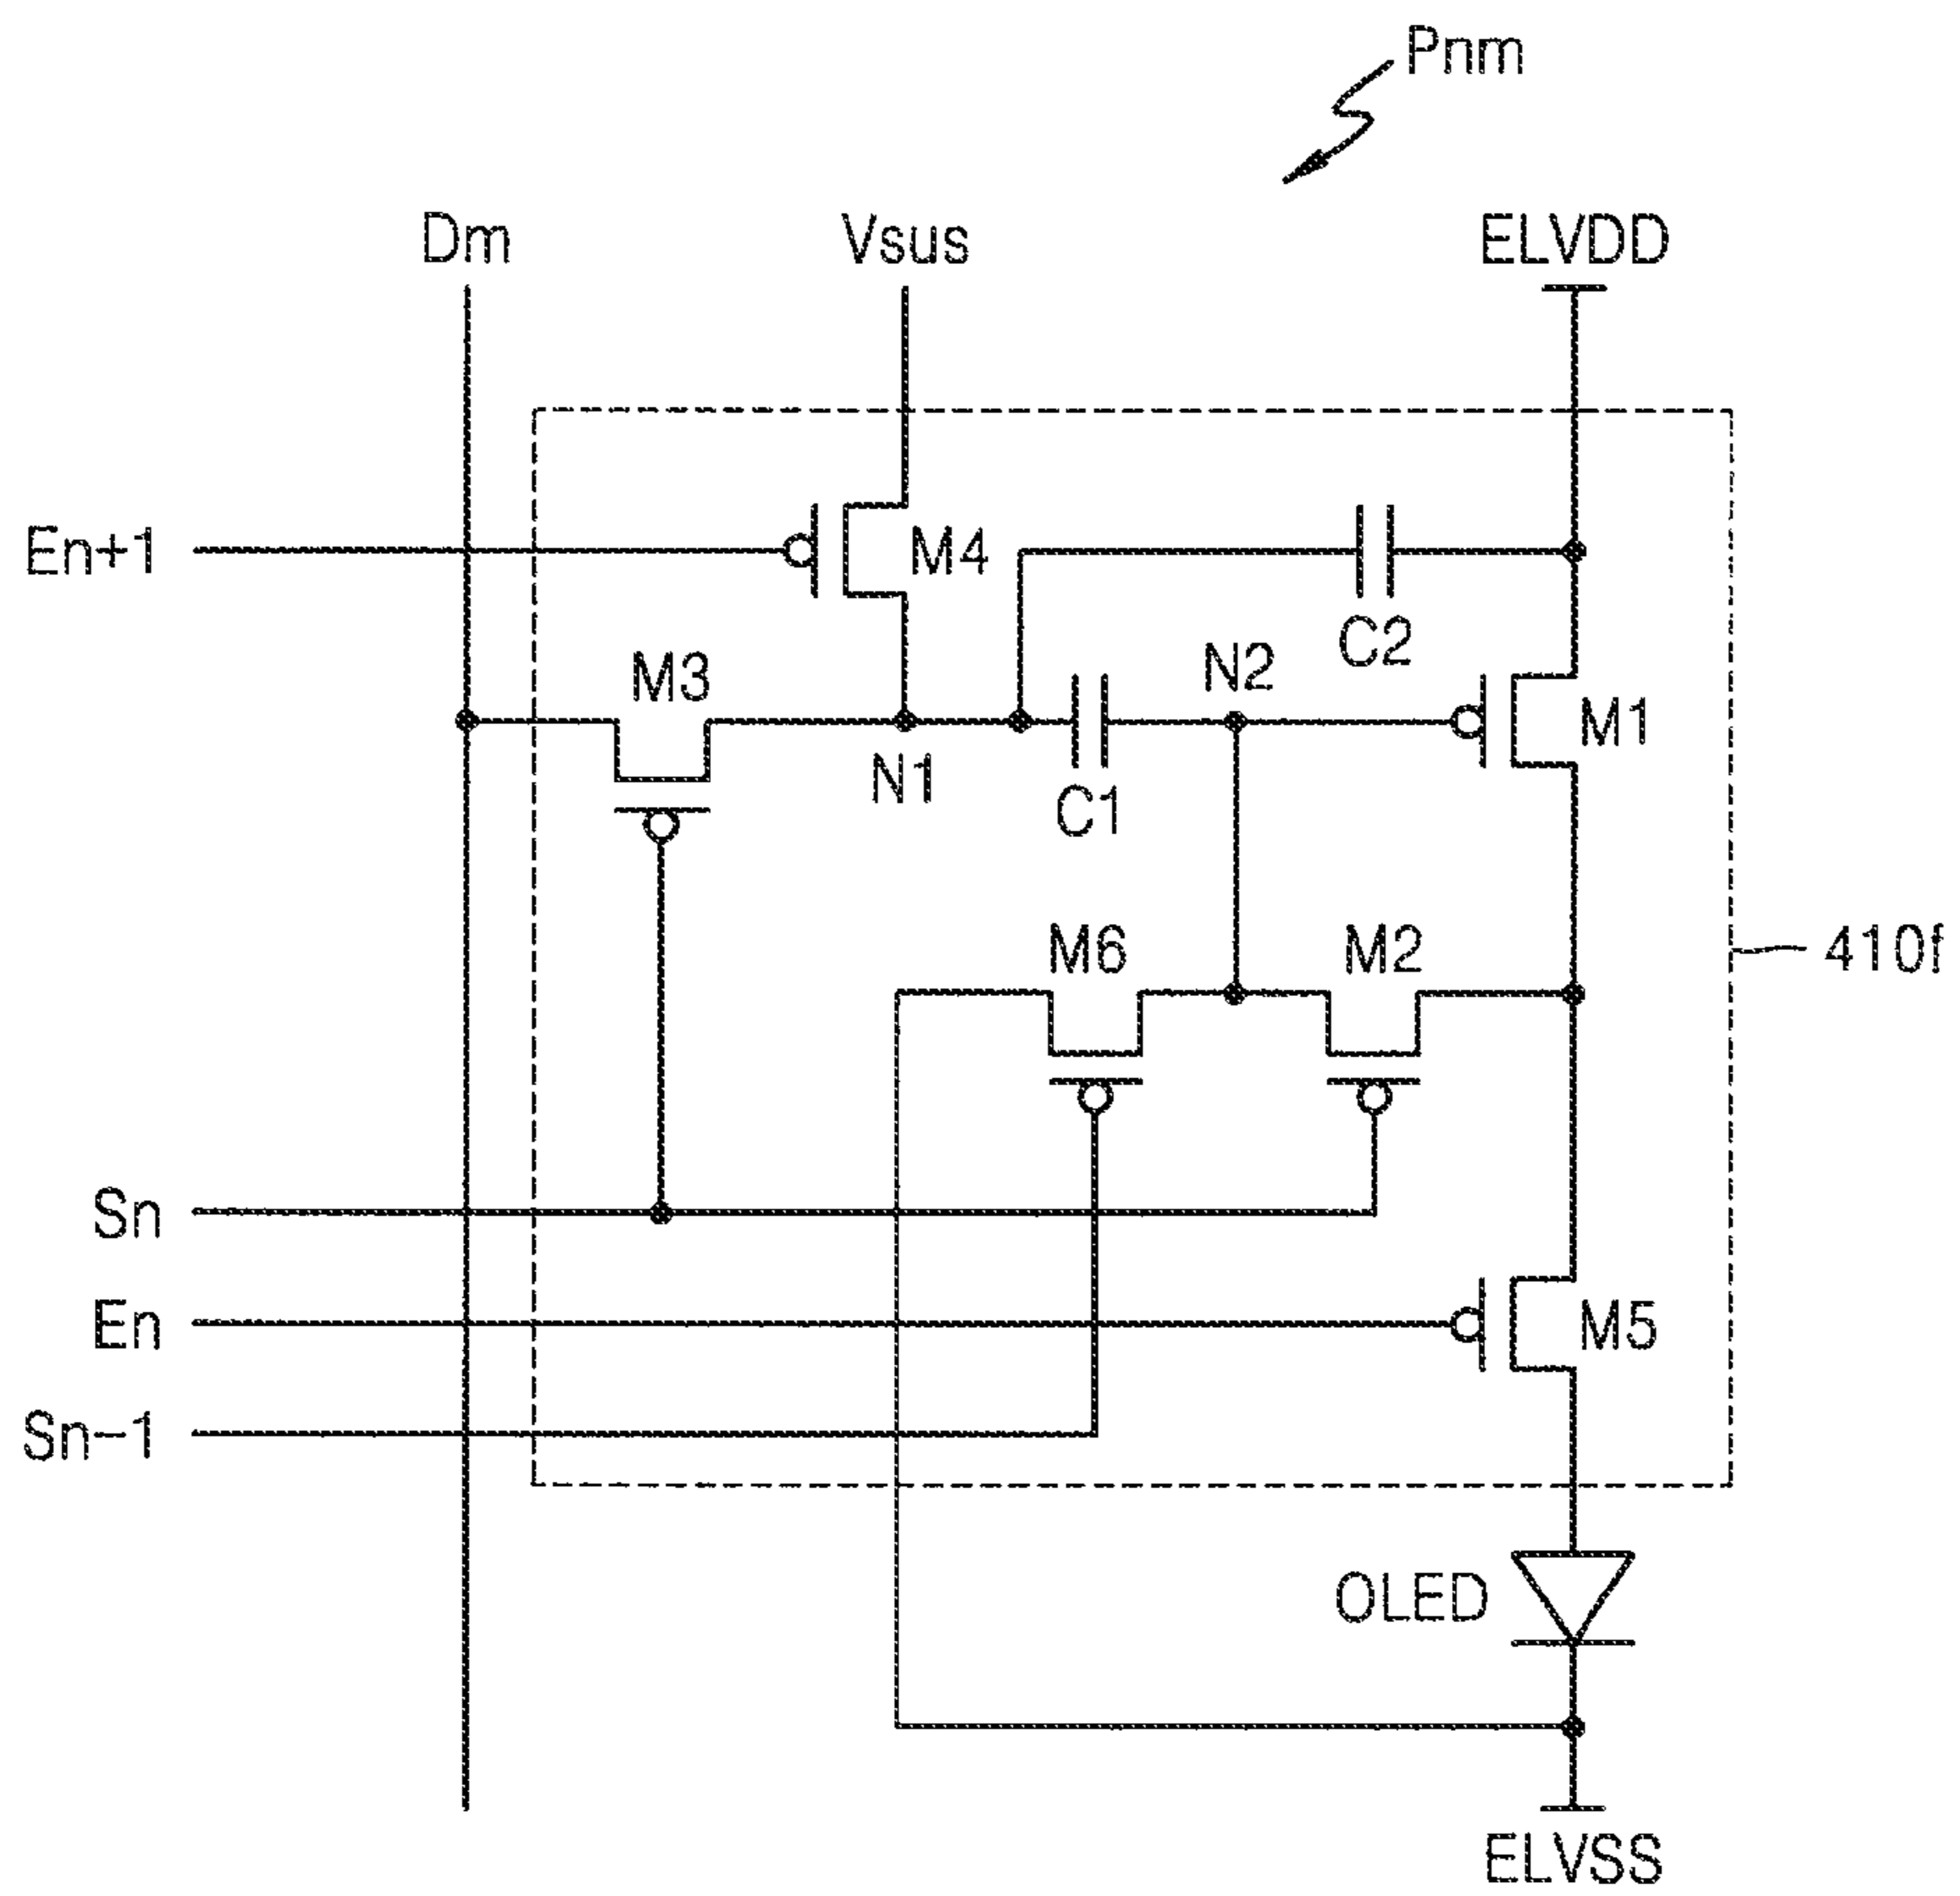 Pnm
Dm
Vsus
ELVDD
En+1
M4
C2
M3
N2
M1
N1
C1
M6
M2
410f
Sn
En
M5
Sn-1
OLED
ELVSS